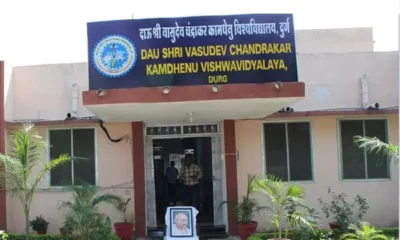 दाऊ श्री वासुदेव चंद्राकर कामधेनु विश्वविद्यालय, दुर्ग
DAU SHRI VASUDEV CHANDRAKAR
KAMDHENU VISHWAVIDYALAYA,
DURG